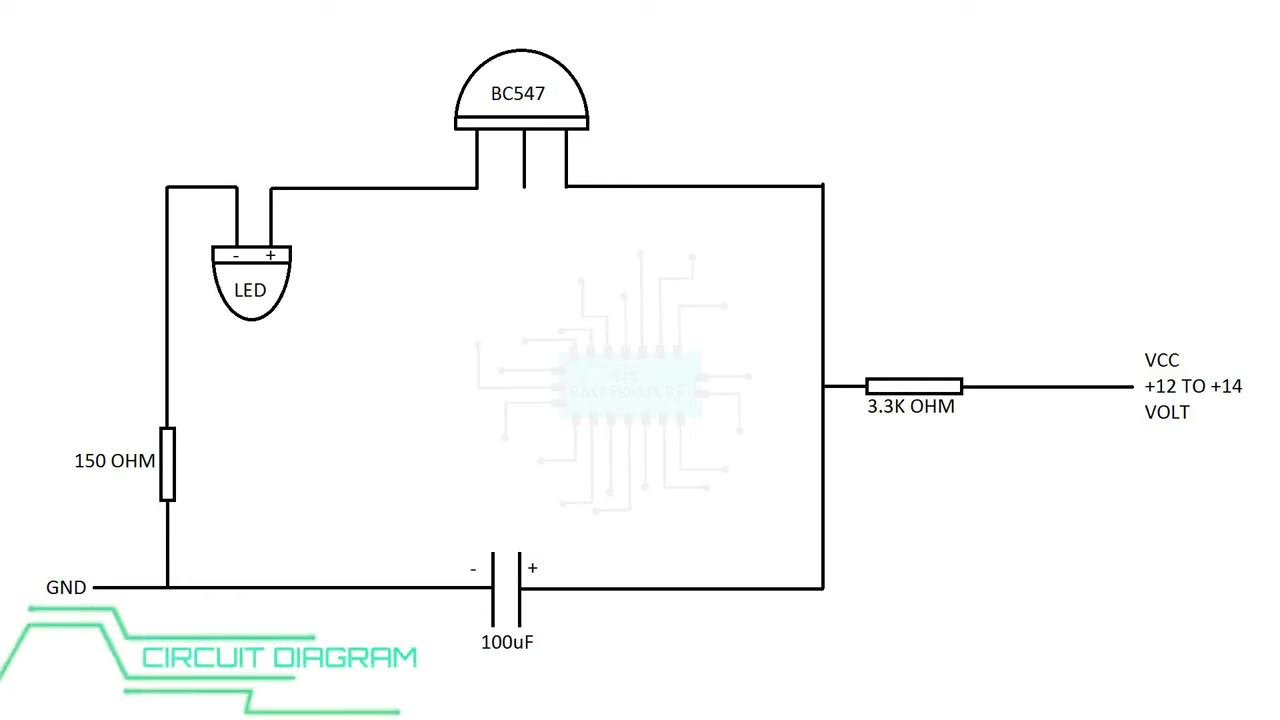 BC547
- +
LED
VCC
+12 TO +14
VOLT
3.3K OHM
150 OHM
- +
GND
100uF
CIRCUIT DIAGRAM